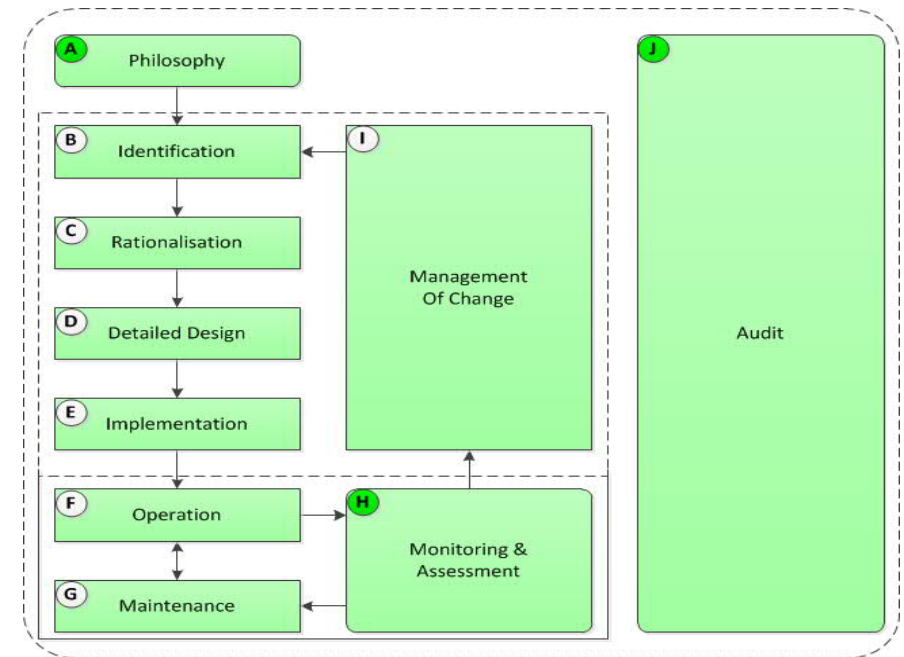 A
Philosophy
B
Identification
C
Rationalisation
D
Detailed Design
E
Implementation
F
Operation
G
Maintenance
I
Management
Of Change
H
Monitoring &
Assessment
J
Audit